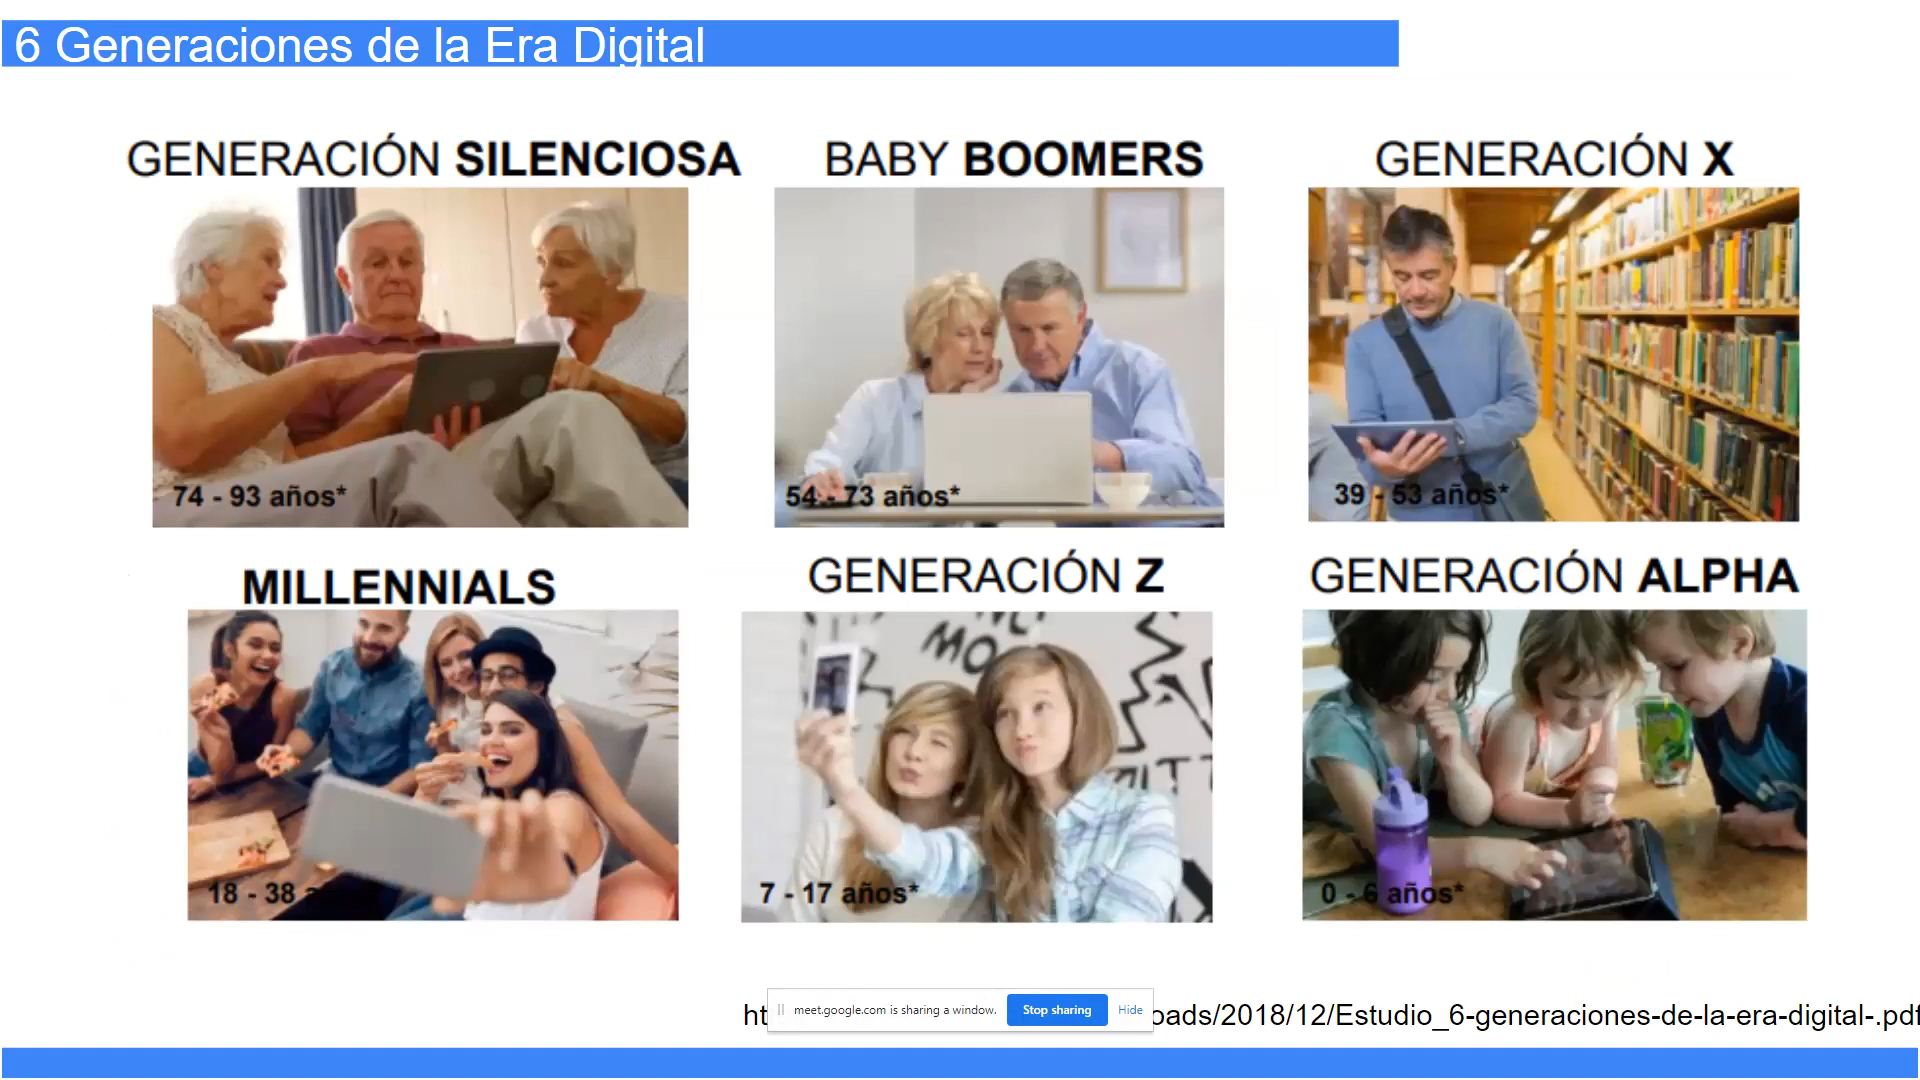 6 Generaciones de la Era Digital
GENERACIÓN SILENCIOSA
BABY BOOMERS
GENERACIÓN X
74 - 93 años*
54 - 73 años*
39 - 53 años*
MILLENNIALS
GENERACIÓN Z
GENERACIÓN ALPHA
18 - 38
7 - 17 años*
0 - 6 años*
meet.google.com is sharing a window.
Stop sharing
Hide
oads/2018/12/Estudio_6-generaciones-de-la-era-digital-.pdf